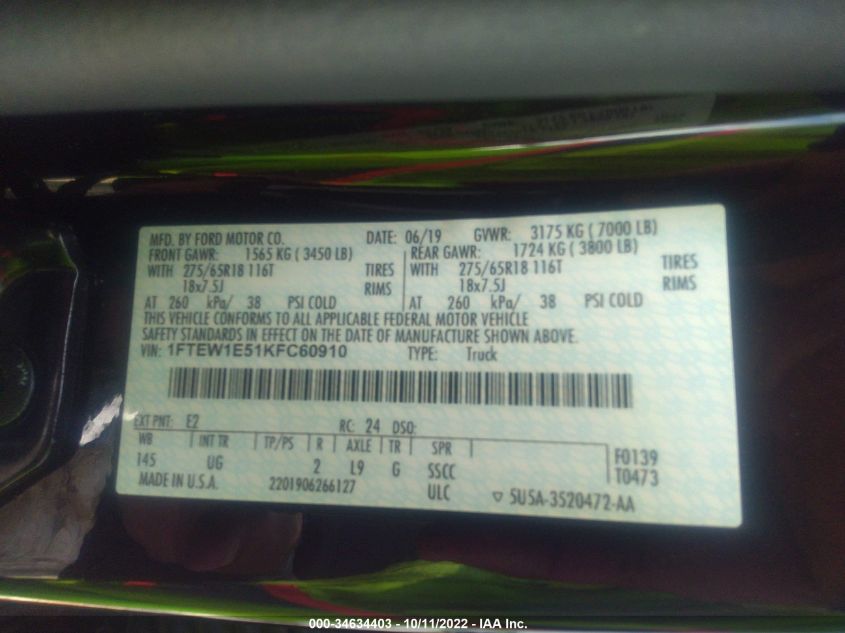 MFD. BY FORD MOTOR CO. DATE: 06/19 GVWR: 3175 KG ( 7000 LB)
FRONT GAWR: 1565 KG ( 3450 LB) REAR GAWR: 1724 KG ( 3800 LB)
WITH 275/65R18 116T TIRES WITH 275/65R18 116T TIRES
18x7.5J RIMS 18x7.5J RIMS
AT 260 kPa/ 38 PSI COLD AT 260 kPa/ 38 PSI COLD
THIS VEHICLE CONFORMS TO ALL APPLICABLE FEDERAL MOTOR VEHICLE
SAFETY STANDARDS IN EFFECT ON THE DATE OF MANUFACTURE SHOWN ABOVE.
VIN: 1FTEW1E51KFC60910 TYPE: Truck
EXT PNT: E2 RC: 24 DSO:
WB INT TR TP/PS R AXLE TR SPR
145 UG 2 L9 G SSCC F0139
T0473
MADE IN U.S.A. 2201906266127 ULC ▽ 5U5A-3520472-AA
000-34634403 - 10/11/2022 - IAA Inc.